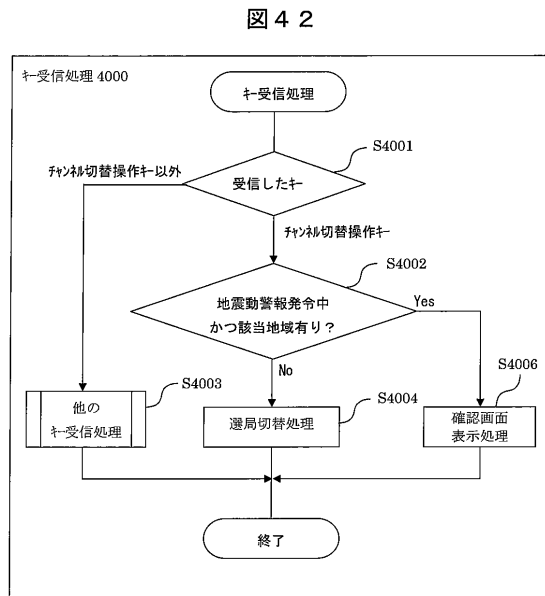 図４２
ｷｰ受信処理 4000
ｷｰ受信処理
S4001
ﾁｬﾝﾈﾙ切替操作ｷｰ以外
受信したｷｰ
ﾁｬﾝﾈﾙ切替操作ｷｰ
S4002
地震動警報発令中
かつ該当地域有り？
Yes
No
S4003
S4004
S4006
他の
ｷｰ受信処理
選局切替処理
確認画面
表示処理
終了